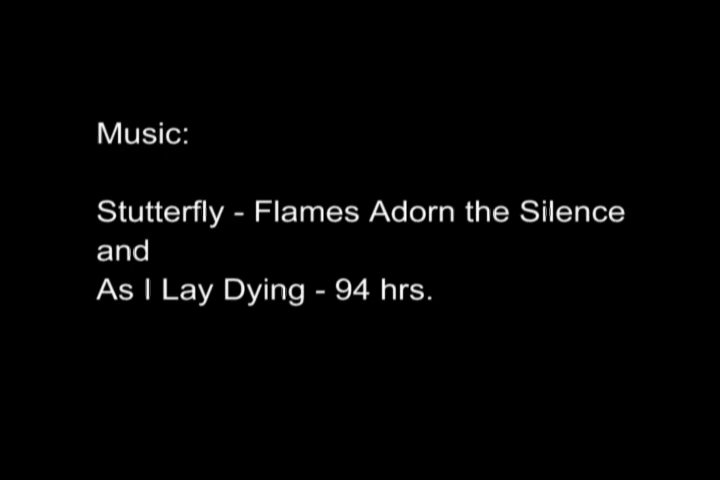 Music:
Stutterfly - Flames Adorn the Silence
and
As I Lay Dying - 94 hrs.